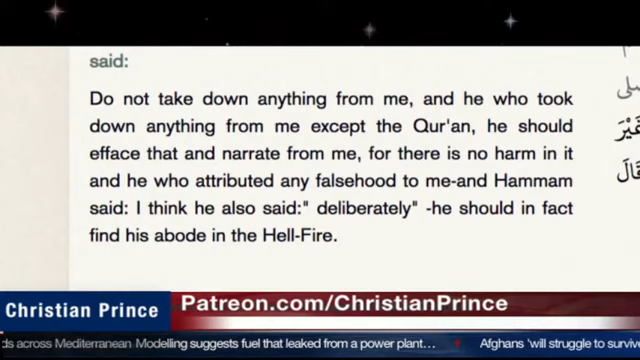 said:
Do not take down anything from me, and he who took
down anything from me except the Qur'an, he should
efface that and narrate from me, for there is no harm in it
and he who attributed any falsehood to me-and Hammam
said: I think he also said:" deliberately" -he should in fact
find his abode in the Hell-Fire.
Christian Prince
Patreon.com/ChristianPrince
ds across Mediterranean Modelling suggests fuel that leaked from a power plant... Afghans 'will struggle to surviv